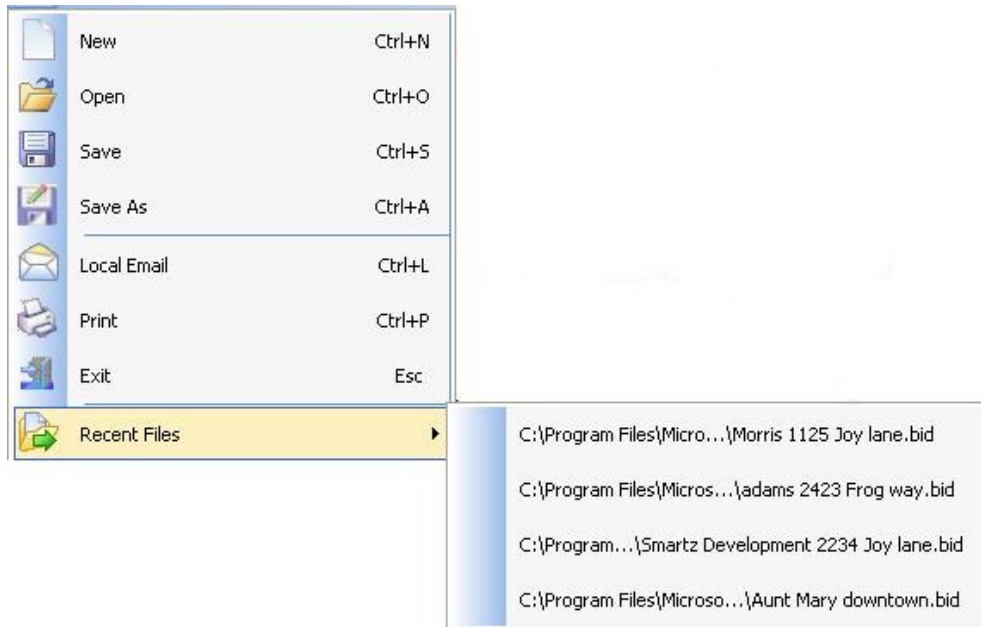 New Ctrl+N
Open Ctrl+O
Save Ctrl+S
Save As Ctrl+A
Local Email Ctrl+L
Print Ctrl+P
Exit Esc
Recent Files
C:\Program Files\Micro...\Morris 1125 Joy lane.bid
C:\Program Files\Micros...\adams 2423 Frog way.bid
C:\Program...\Smartz Development 2234 Joy lane.bid
C:\Program Files\Microso...\Aunt Mary downtown.bid